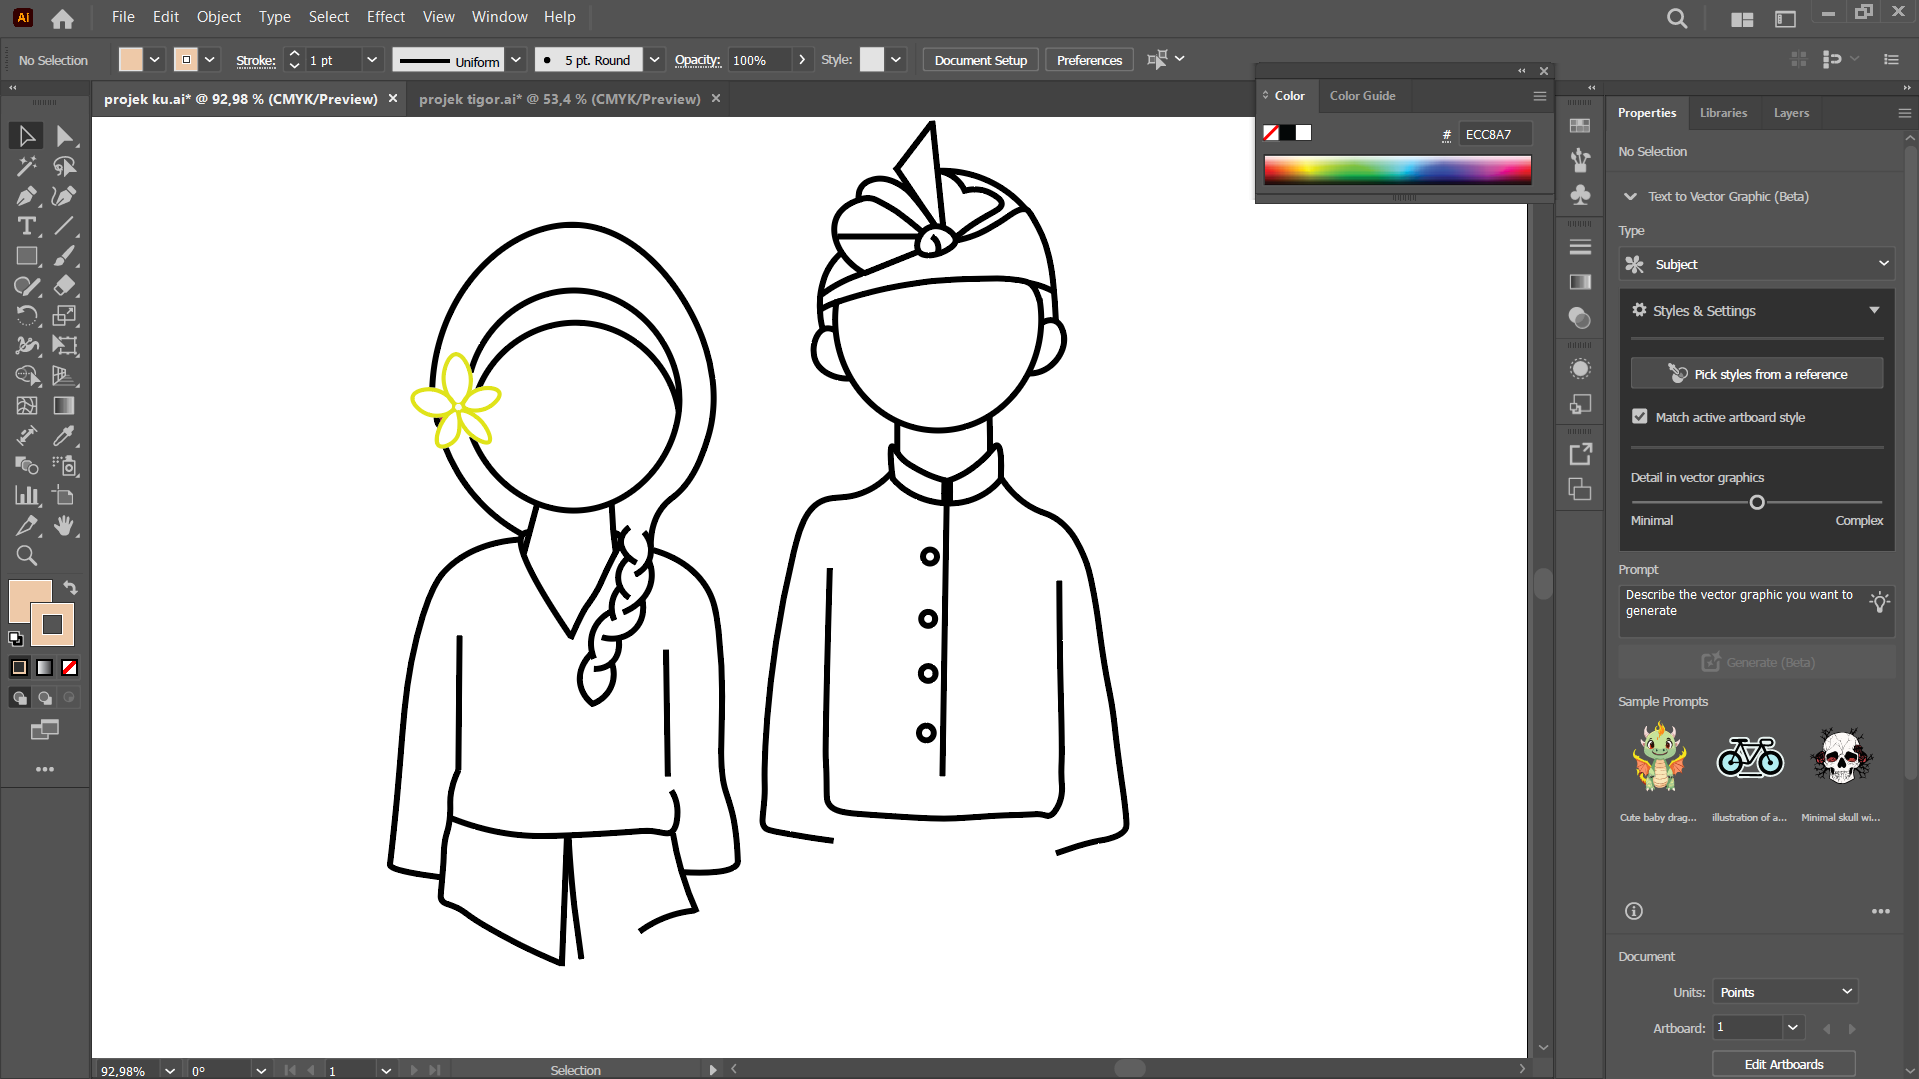 Ai
File Edit Object Type Select Effect View Window Help
No Selection
Stroke: 1 pt Uniform 5 pt. Round Opacity: 100% Style: Document Setup Preferences
projek ku.ai* @ 92,98 % (CMYK/Preview)
projek tigor.ai* @ 53,4 % (CMYK/Preview)
Color Color Guide
# ECC8A7
Properties Libraries Layers
No Selection
Text to Vector Graphic (Beta)
Type
Subject
Styles & Settings
Pick styles from a reference
Match active artboard style
Detail in vector graphics
Minimal Complex
Prompt
Describe the vector graphic you want to
generate
Generate (Beta)
Sample Prompts
Cute baby drag... illustration of a... Minimal skull wi...
Document
Units: Points
Artboard: 1
Edit Artboards
92,98% 0° 1 Selection